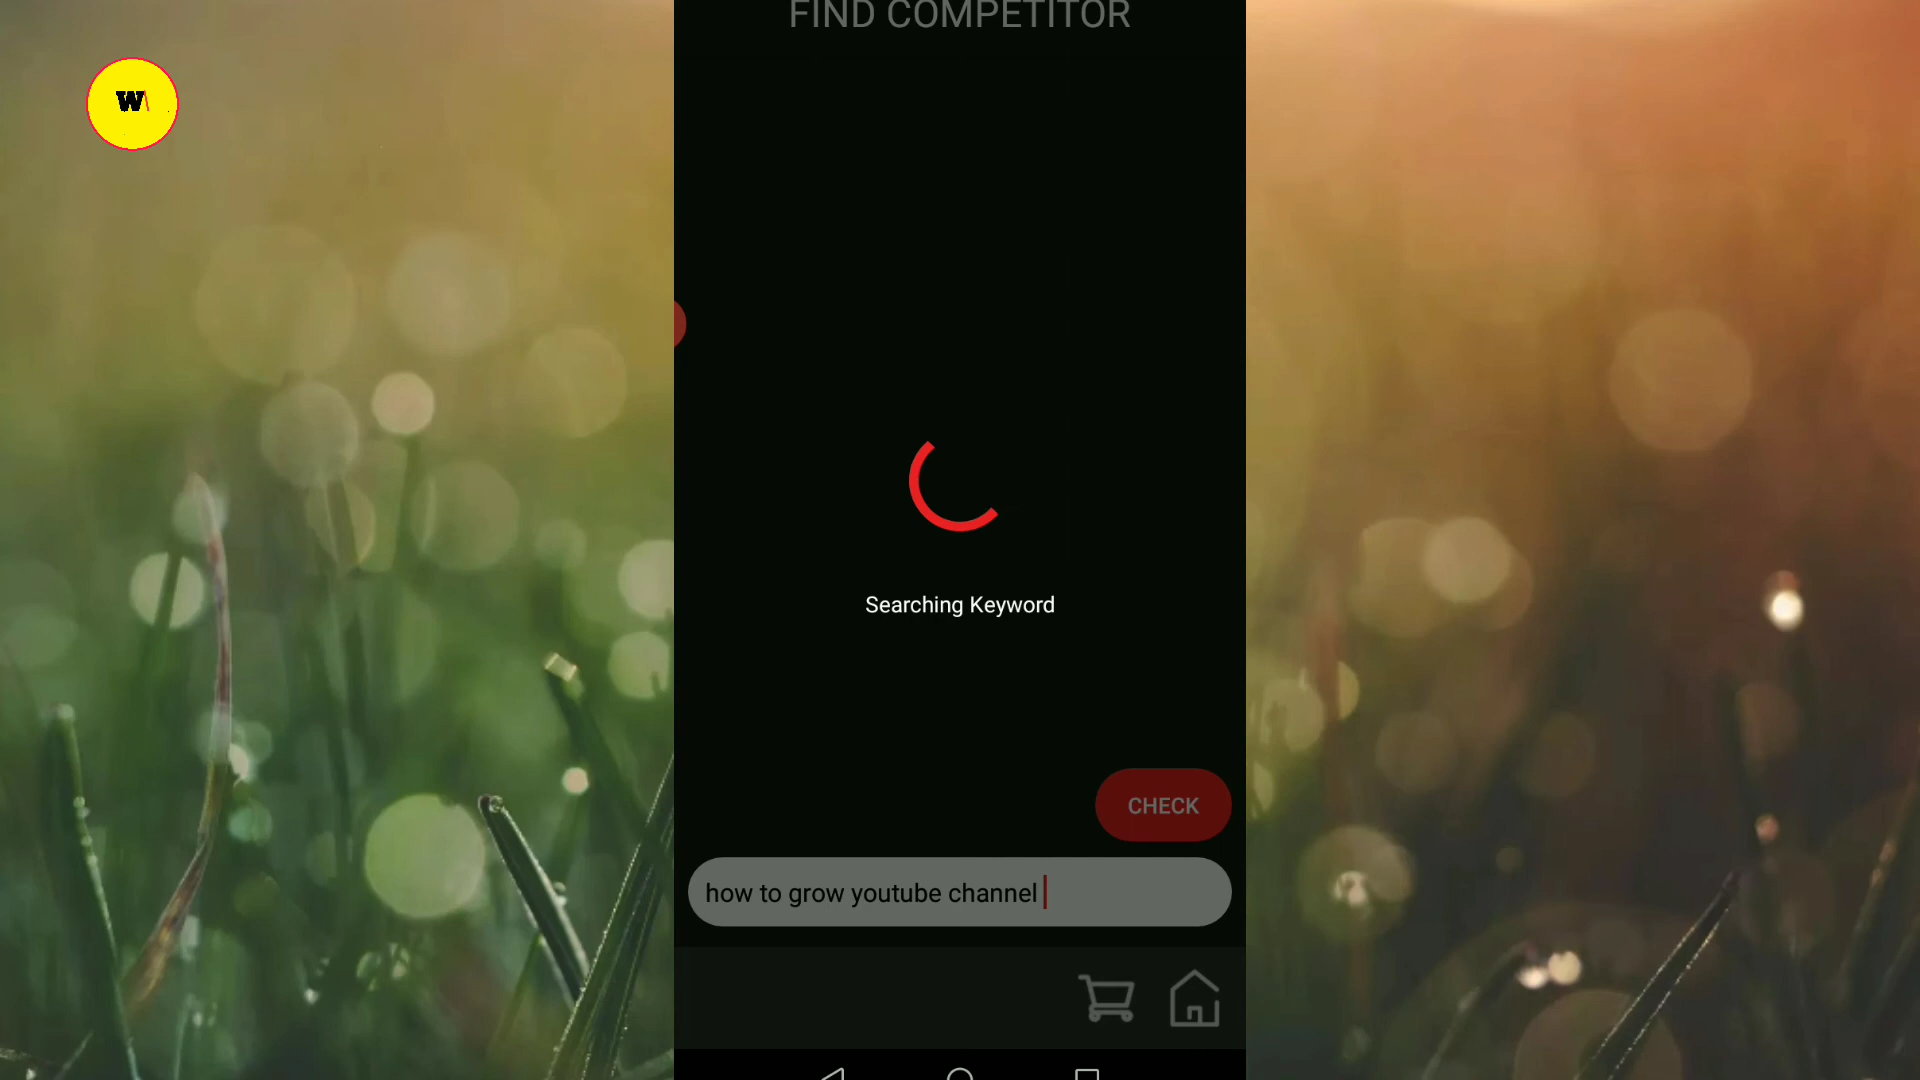 FIND COMPETITOR
W
Searching Keyword
CHECK
how to grow youtube channel